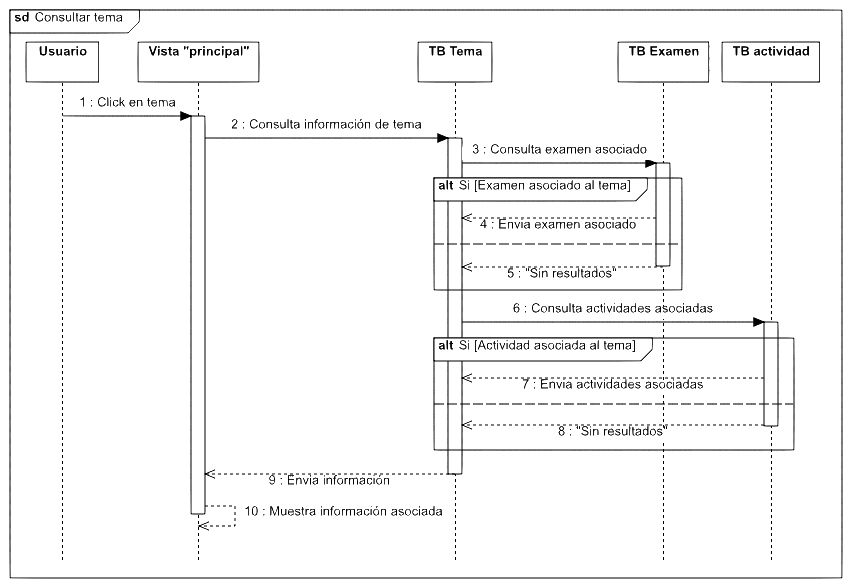 sd Consultar tema
Usuario
Vista "principal"
TB Tema
TB Examen
TB actividad
1 : Click en tema
2 : Consulta información de tema
3 : Consulta examen asociado
alt Si [Examen asociado al tema]
4 : Envia examen asociado
5 : "Sin resultados"
6 : Consulta actividades asociadas
alt Si [Actividad asociada al tema]
7 : Envia actividades asociadas
8 : "Sin resultados"
9 : Envia información
10 : Muestra información asociada